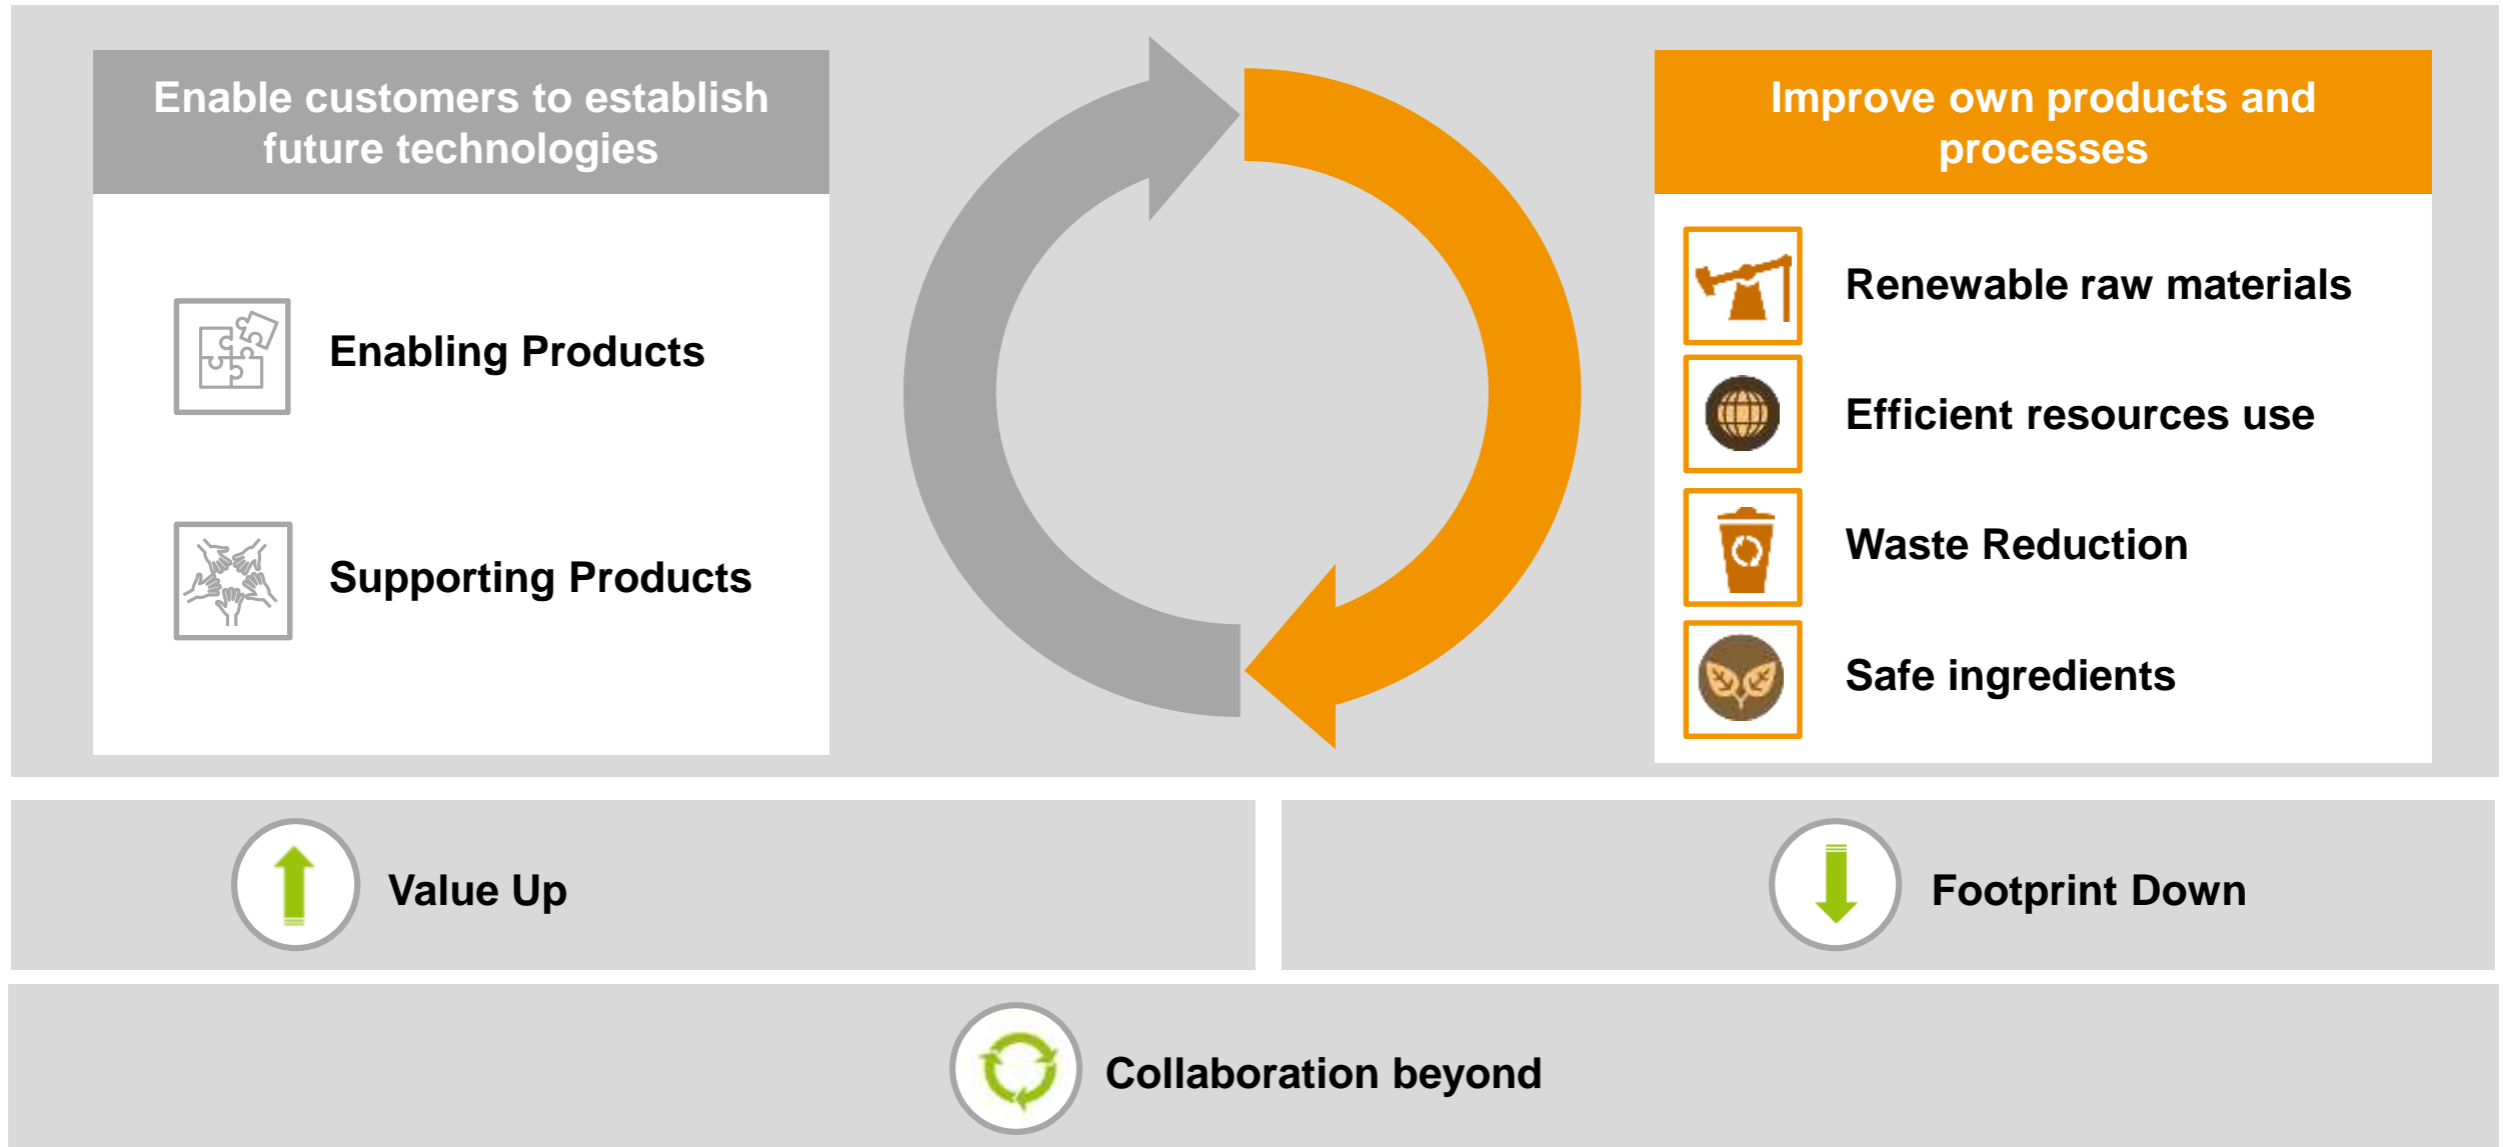 Enable customers to establish
future technologies
Enabling Products
Supporting Products
Improve own products and
processes
Renewable raw materials
Efficient resources use
Waste Reduction
Safe ingredients
Value Up
Footprint Down
Collaboration beyond